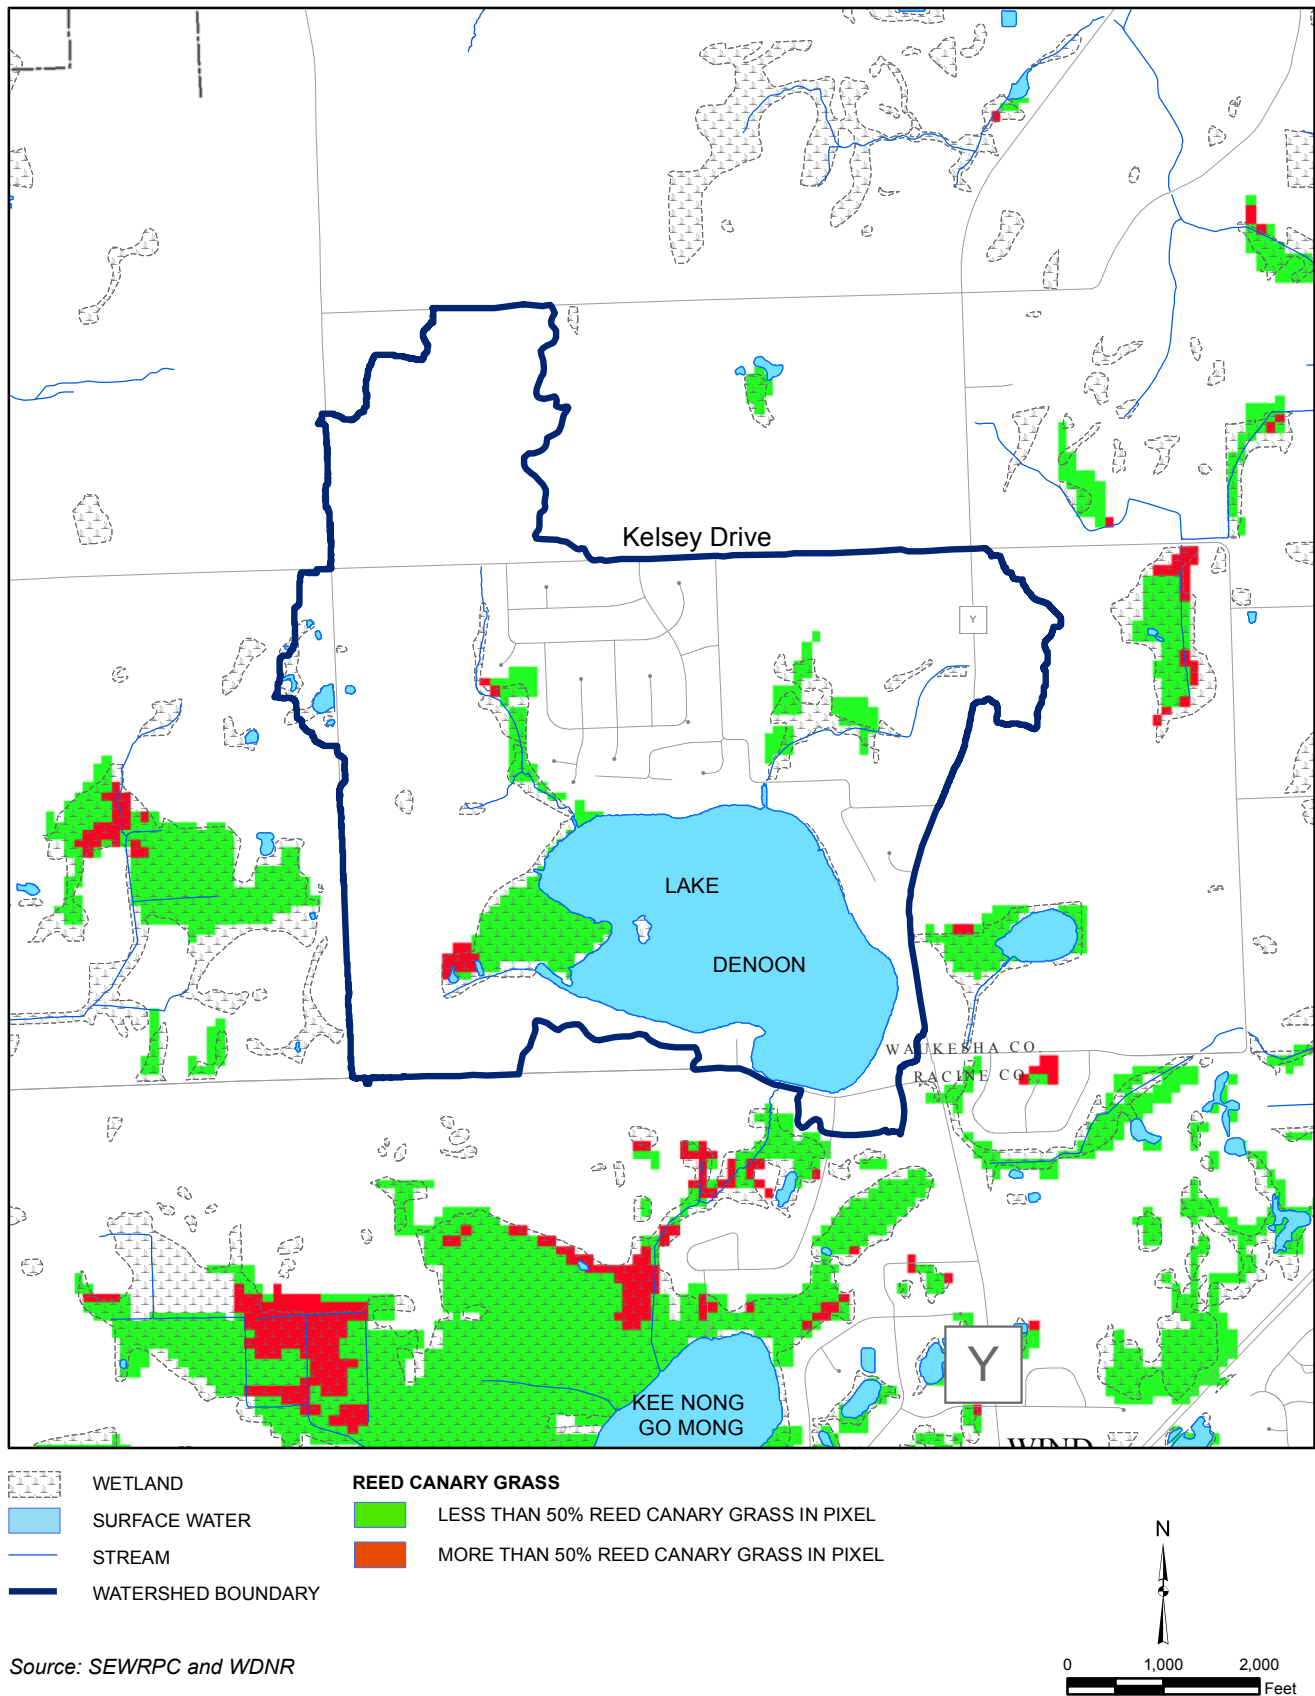 Kelsey Drive
Y
LAKE
DENOON
WAUKESHA CO.
RACINE CO.
Y
KEE NONG
GO MONG
WIND
WETLAND
SURFACE WATER
STREAM
WATERSHED BOUNDARY
REED CANARY GRASS
LESS THAN 50% REED CANARY GRASS IN PIXEL
MORE THAN 50% REED CANARY GRASS IN PIXEL
N
Source: SEWRPC and WDNR
0 1,000 2,000
Feet